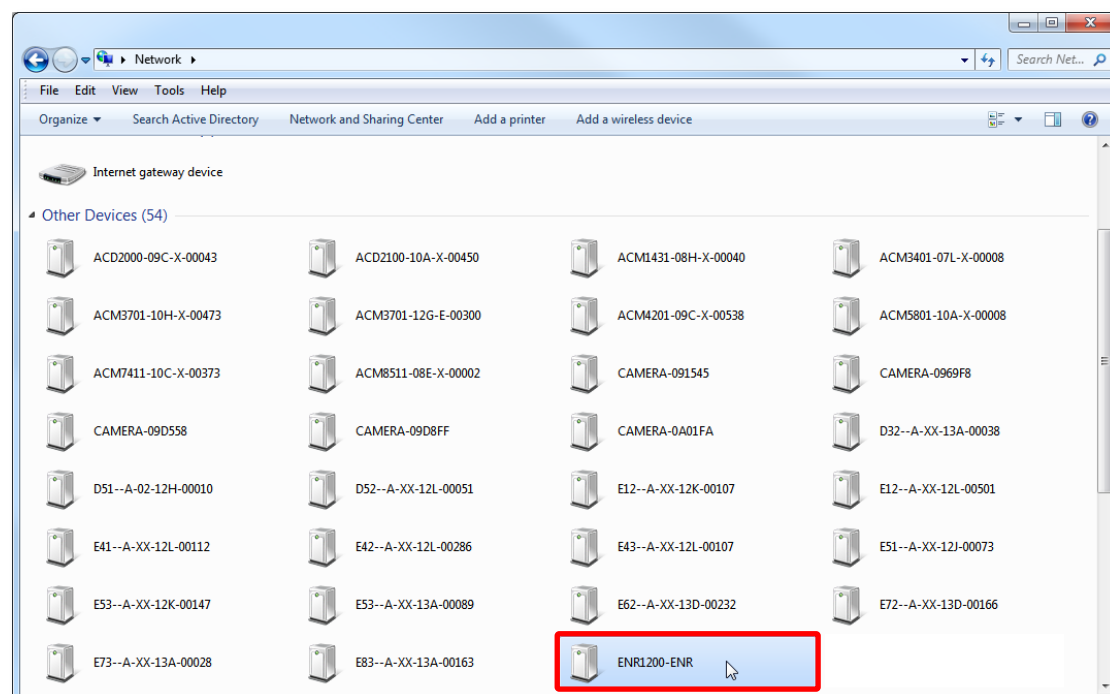 Network
Search Net...
File Edit View Tools Help
Organize Search Active Directory Network and Sharing Center Add a printer Add a wireless device
Internet gateway device
Other Devices (54)
ACD2000-09C-X-00043 ACD2100-10A-X-00450 ACM1431-08H-X-00040 ACM3401-07L-X-00008
ACM3701-10H-X-00473 ACM3701-12G-E-00300 ACM4201-09C-X-00538 ACM5801-10A-X-00008
ACM7411-10C-X-00373 ACM8511-08E-X-00002 CAMERA-091545 CAMERA-0969F8
CAMERA-09D558 CAMERA-09D8FF CAMERA-0A01FA D32--A-XX-13A-00038
D51--A-02-12H-00010 D52--A-XX-12L-00051 E12--A-XX-12K-00107 E12--A-XX-12L-00501
E41--A-XX-12L-00112 E42--A-XX-12L-00286 E43--A-XX-12L-00107 E51--A-XX-12J-00073
E53--A-XX-12K-00147 E53--A-XX-13A-00089 E62--A-XX-13D-00232 E72--A-XX-13D-00166
E73--A-XX-13A-00028 E83--A-XX-13A-00163 ENR1200-ENR